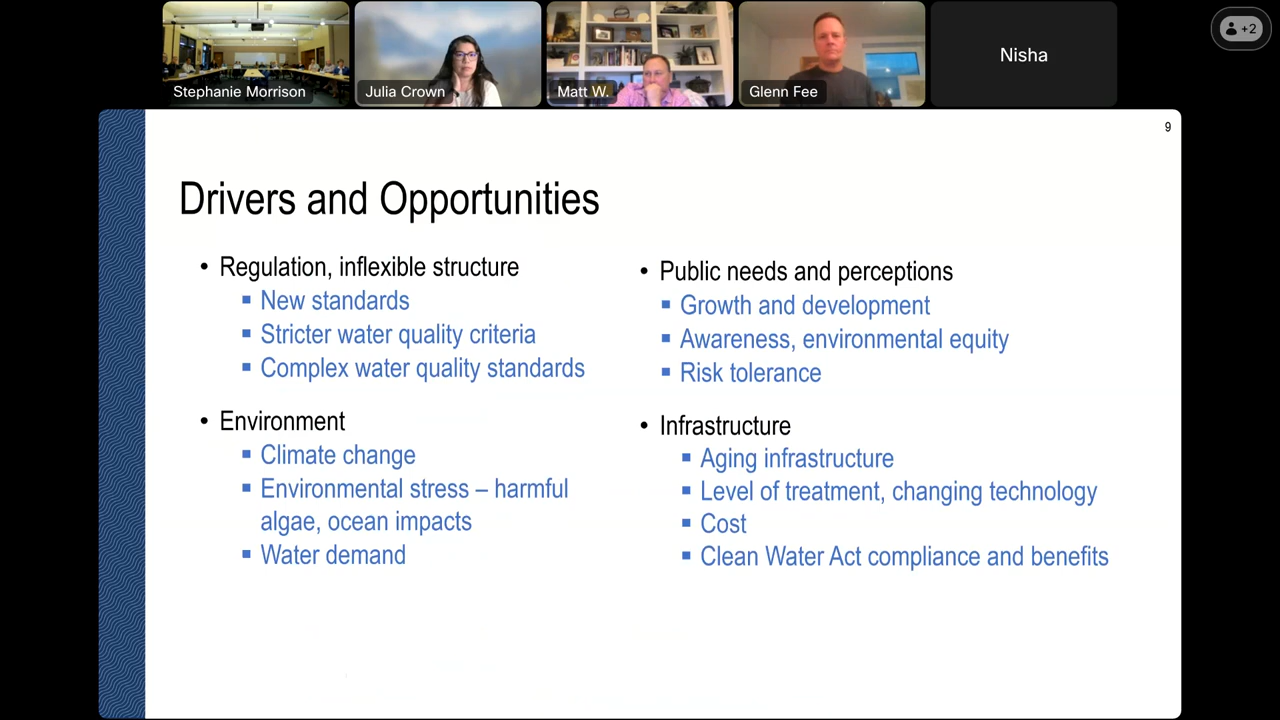 Stephanie Morrison
Julia Crown
Matt W.
Glenn Fee
Nisha
+2
9
Drivers and Opportunities
• Regulation, inflexible structure
▪ New standards
▪ Stricter water quality criteria
▪ Complex water quality standards
• Environment
▪ Climate change
▪ Environmental stress – harmful
algae, ocean impacts
▪ Water demand
• Public needs and perceptions
▪ Growth and development
▪ Awareness, environmental equity
▪ Risk tolerance
• Infrastructure
▪ Aging infrastructure
▪ Level of treatment, changing technology
▪ Cost
▪ Clean Water Act compliance and benefits